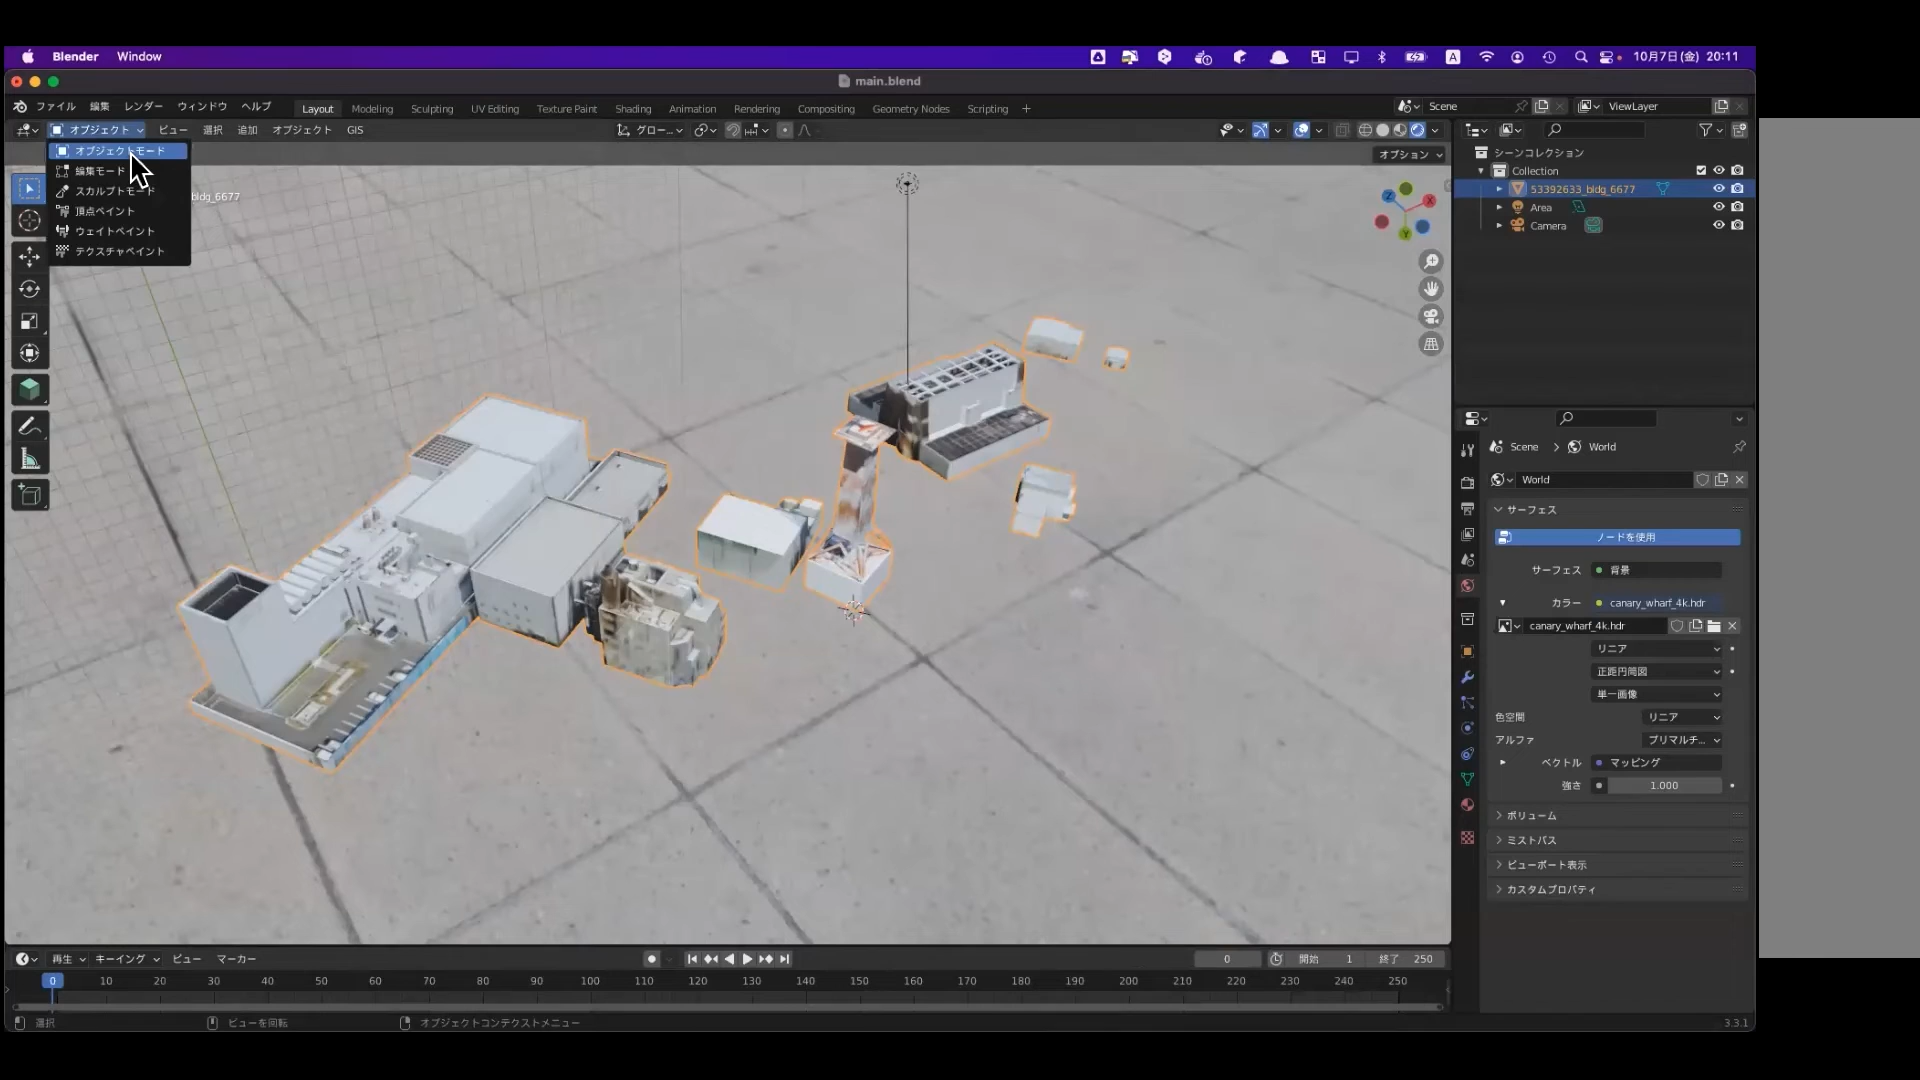 Blender Window
A 10月7日(金) 20:11
main.blend
ファイル 編集 レンダー ウィンドウ ヘルプ
Layout Modeling Sculpting UV Editing Texture Paint Shading Animation Rendering Compositing Geometry Nodes Scripting +
Scene ViewLayer
オブジェクト ビュー 選択 追加 オブジェクト GIS
グロー...
オプション
オブジェクトモード
編集モード
スカルプトモード
頂点ペイント
ウェイトペイント
テクスチャペイント
bldg_6677
Z X Y
シーンコレクション
Collection
53392633_bldg_6677
Area
Camera
Scene > World
World
サーフェス
ノードを使用
サーフェス 背景
カラー canary_wharf_4k.hdr
canary_wharf_4k.hdr
リニア
正距円筒図
単一画像
色空間 リニア
アルファ プリマルチ...
ベクトル マッピング
強さ 1.000
ボリューム
ミストパス
ビューポート表示
カスタムプロパティ
再生 キーイング ビュー マーカー
0 開始 1 終了 250
0 10 20 30 40 50 60 70 80 90 100 110 120 130 140 150 160 170 180 190 200 210 220 230 240 250
選択 ビューを回転 オブジェクトコンテクストメニュー 3.3.1